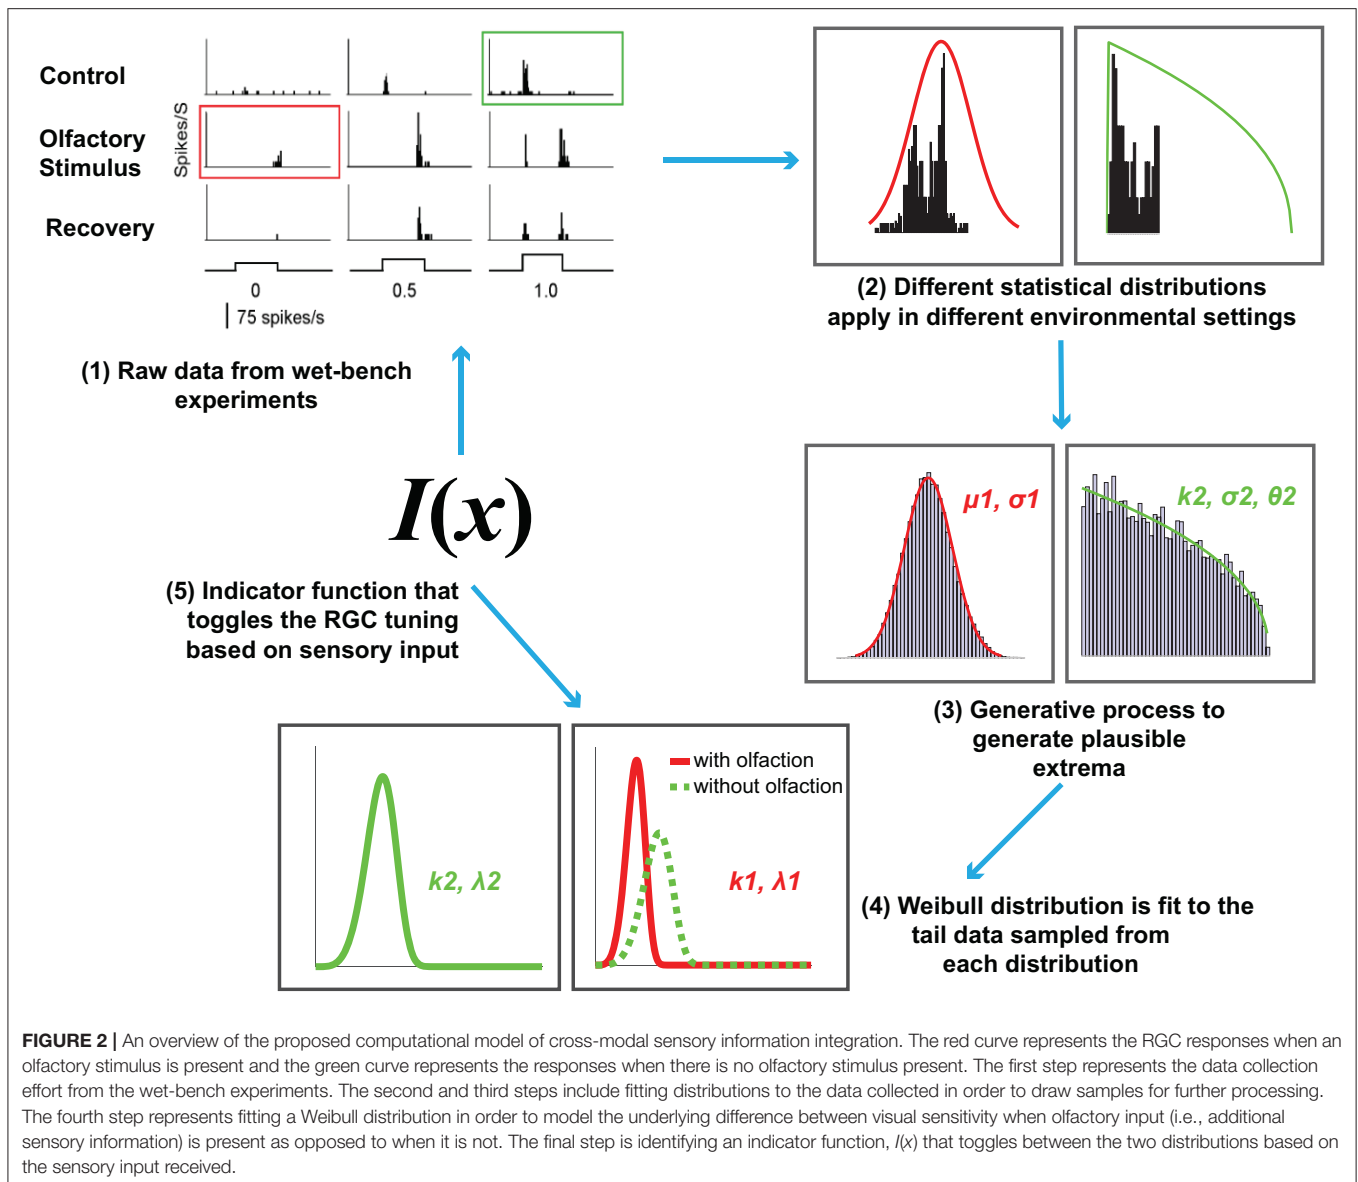 Control
Olfactory
Stimulus
Recovery
Spikes/S
0 0.5 1.0
75 spikes/s
(1) Raw data from wet-bench
experiments
(2) Different statistical distributions
apply in different environmental settings
μ1, σ1
k2, σ2, θ2
(3) Generative process to
generate plausible
extrema
I(x)
(5) Indicator function that
toggles the RGC tuning
based on sensory input
k2, λ2
with olfaction
without olfaction
k1, λ1
(4) Weibull distribution is fit to the
tail data sampled from
each distribution
FIGURE 2 | An overview of the proposed computational model of cross-modal sensory information integration. The red curve represents the RGC responses when an
olfactory stimulus is present and the green curve represents the responses when there is no olfactory stimulus present. The first step represents the data collection
effort from the wet-bench experiments. The second and third steps include fitting distributions to the data collected in order to draw samples for further processing.
The fourth step represents fitting a Weibull distribution in order to model the underlying difference between visual sensitivity when olfactory input (i.e., additional
sensory information) is present as opposed to when it is not. The final step is identifying an indicator function, I(x) that toggles between the two distributions based on
the sensory input received.